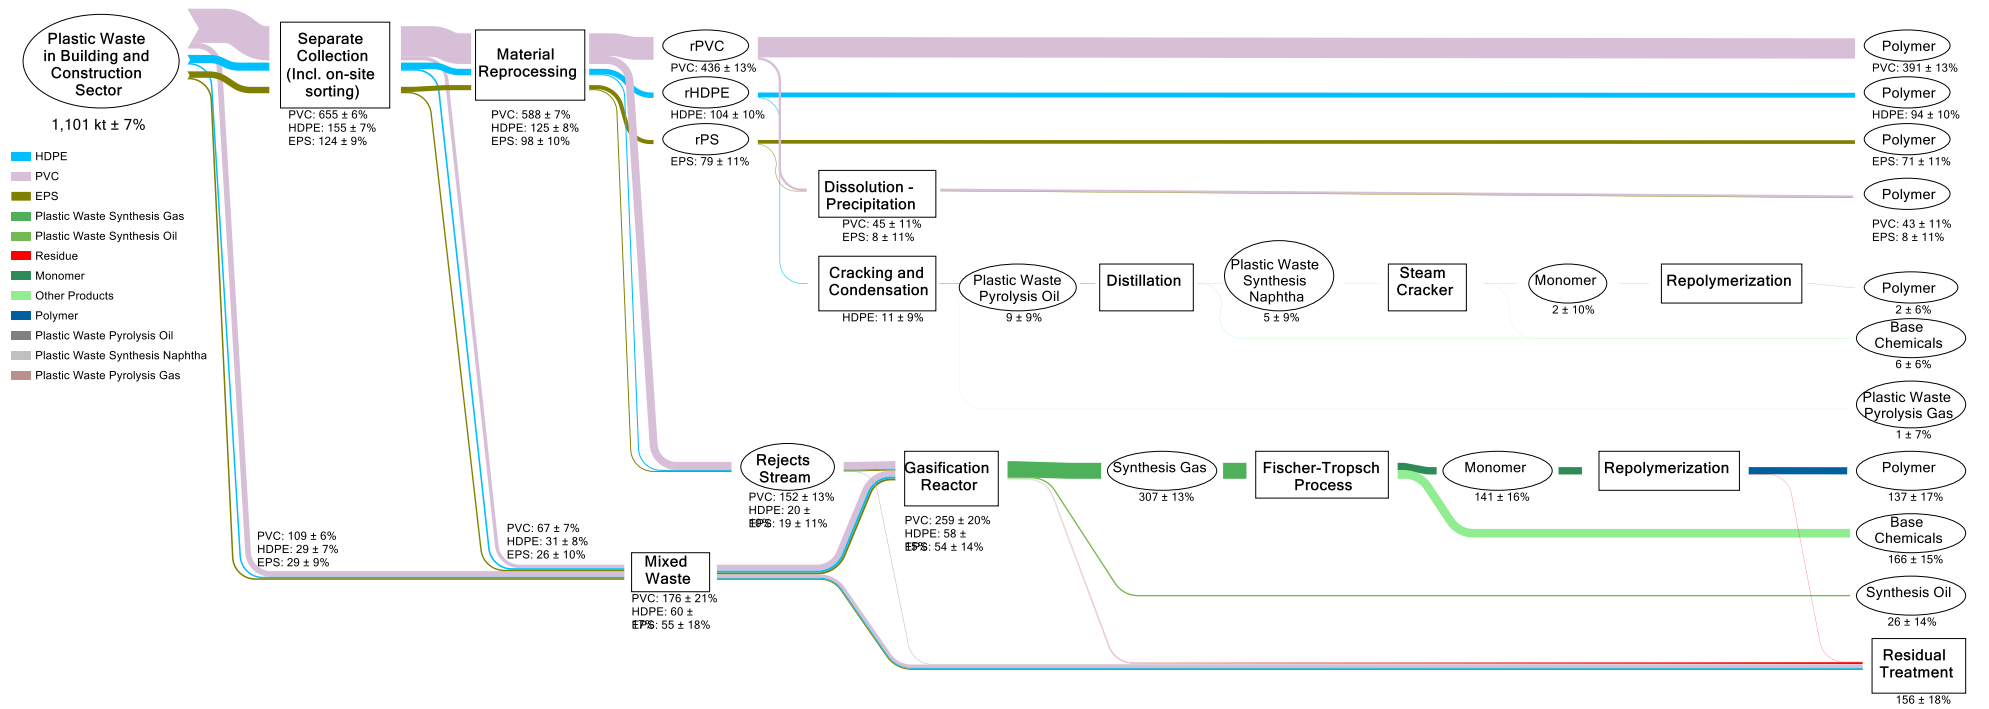 Plastic Waste
in Building and
Construction
Sector
1,101 kt ± 7%
HDPE
PVC
EPS
Plastic Waste Synthesis Gas
Plastic Waste Synthesis Oil
Residue
Monomer
Other Products
Polymer
Plastic Waste Pyrolysis Oil
Plastic Waste Synthesis Naphtha
Plastic Waste Pyrolysis Gas
Separate
Collection
(Incl. on-site
sorting)
PVC: 655 ± 6%
HDPE: 155 ± 7%
EPS: 124 ± 9%
Material
Reprocessing
PVC: 588 ± 7%
HDPE: 125 ± 8%
EPS: 98 ± 10%
rPVC
PVC: 436 ± 13%
rHDPE
HDPE: 104 ± 10%
rPS
EPS: 79 ± 11%
Polymer
PVC: 391 ± 13%
Polymer
HDPE: 94 ± 10%
Polymer
EPS: 71 ± 11%
Dissolution -
Precipitation
PVC: 45 ± 11%
EPS: 8 ± 11%
Polymer
PVC: 43 ± 11%
EPS: 8 ± 11%
Cracking and
Condensation
HDPE: 11 ± 9%
Plastic Waste
Pyrolysis Oil
9 ± 9%
Distillation
Plastic Waste
Synthesis
Naphtha
5 ± 9%
Steam
Cracker
Monomer
2 ± 10%
Repolymerization
Polymer
2 ± 6%
Base
Chemicals
6 ± 6%
Plastic Waste
Pyrolysis Gas
1 ± 7%
Rejects
Stream
PVC: 152 ± 13%
HDPE: 20 ±
EPS: 19 ± 11%
Gasification
Reactor
PVC: 259 ± 20%
HDPE: 58 ±
EPS: 54 ± 14%
Synthesis Gas
307 ± 13%
Fischer-Tropsch
Process
Monomer
141 ± 16%
Repolymerization
Polymer
137 ± 17%
Base
Chemicals
166 ± 15%
Synthesis Oil
26 ± 14%
Residual
Treatment
156 ± 18%
PVC: 109 ± 6%
HDPE: 29 ± 7%
EPS: 29 ± 9%
PVC: 67 ± 7%
HDPE: 31 ± 8%
EPS: 26 ± 10%
Mixed
Waste
PVC: 176 ± 21%
HDPE: 60 ±
EPS: 55 ± 18%